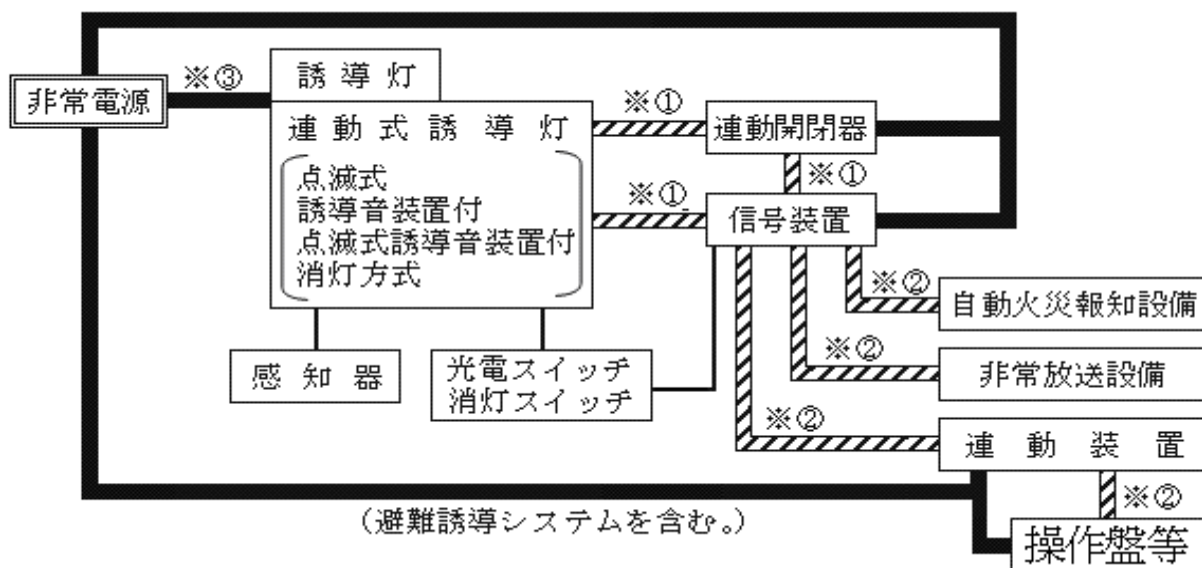 ※③
誘導灯
非常電源
※①
連動式誘導灯
連動開閉器
※①
点滅式
誘導音装置付
点滅式誘導音装置付
消灯方式
※①
信号装置
※②
自動火災報知設備
※②
非常放送設備
感知器
光電スイッチ
消灯スイッチ
※②
連動装置
※②
(避難誘導システムを含む。)
操作盤等